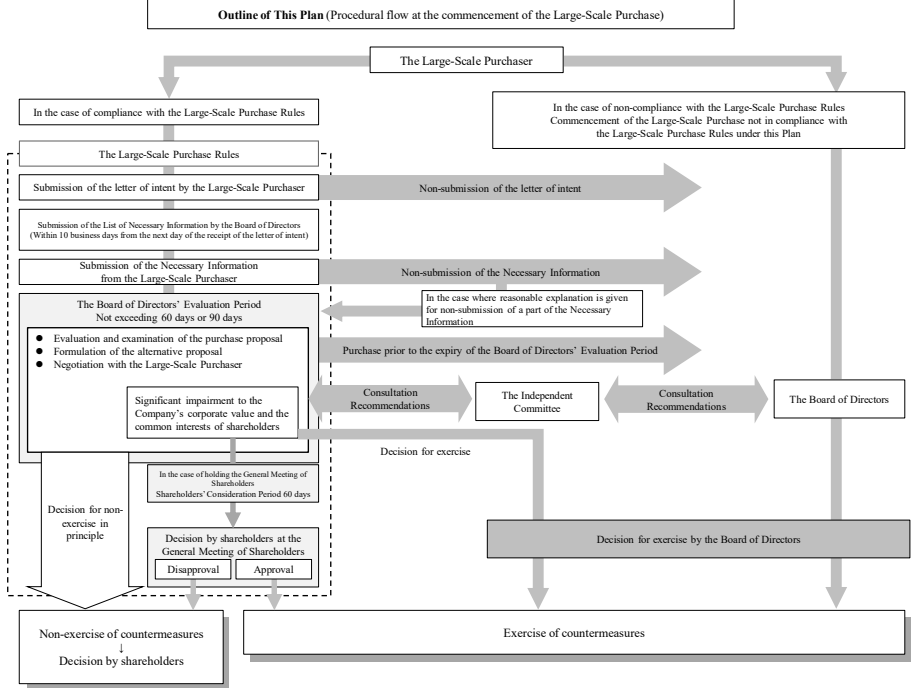 Outline of This Plan (Procedural flow at the commencement of the Large-Scale Purchase)
The Large-Scale Purchaser
In the case of compliance with the Large-Scale Purchase Rules
In the case of non-compliance with the Large-Scale Purchase Rules
Commencement of the Large-Scale Purchase not in compliance with
the Large-Scale Purchase Rules under this Plan
The Large-Scale Purchase Rules
Submission of the letter of intent by the Large-Scale Purchaser
Non-submission of the letter of intent
Submission of the List of Necessary Information by the Board of Directors
(Within 10 business days from the next day of the receipt of the letter of intent)
Submission of the Necessary Information
from the Large-Scale Purchaser
Non-submission of the Necessary Information
In the case where reasonable explanation is given
for non-submission of a part of the Necessary
Information
The Board of Directors' Evaluation Period
Not exceeding 60 days or 90 days
● Evaluation and examination of the purchase proposal
● Formulation of the alternative proposal
● Negotiation with the Large-Scale Purchaser
Purchase prior to the expiry of the Board of Directors' Evaluation Period
Significant impairment to the
Company's corporate value and the
common interests of shareholders
Consultation
Recommendations
The Independent
Committee
Consultation
Recommendations
The Board of Directors
Decision for exercise
In the case of holding the General Meeting of
Shareholders
Shareholders' Consideration Period 60 days
Decision for non-
exercise in
principle
Decision by shareholders at the
General Meeting of Shareholders
Disapproval
Approval
Decision for exercise by the Board of Directors
Non-exercise of countermeasures
↓
Decision by shareholders
Exercise of countermeasures